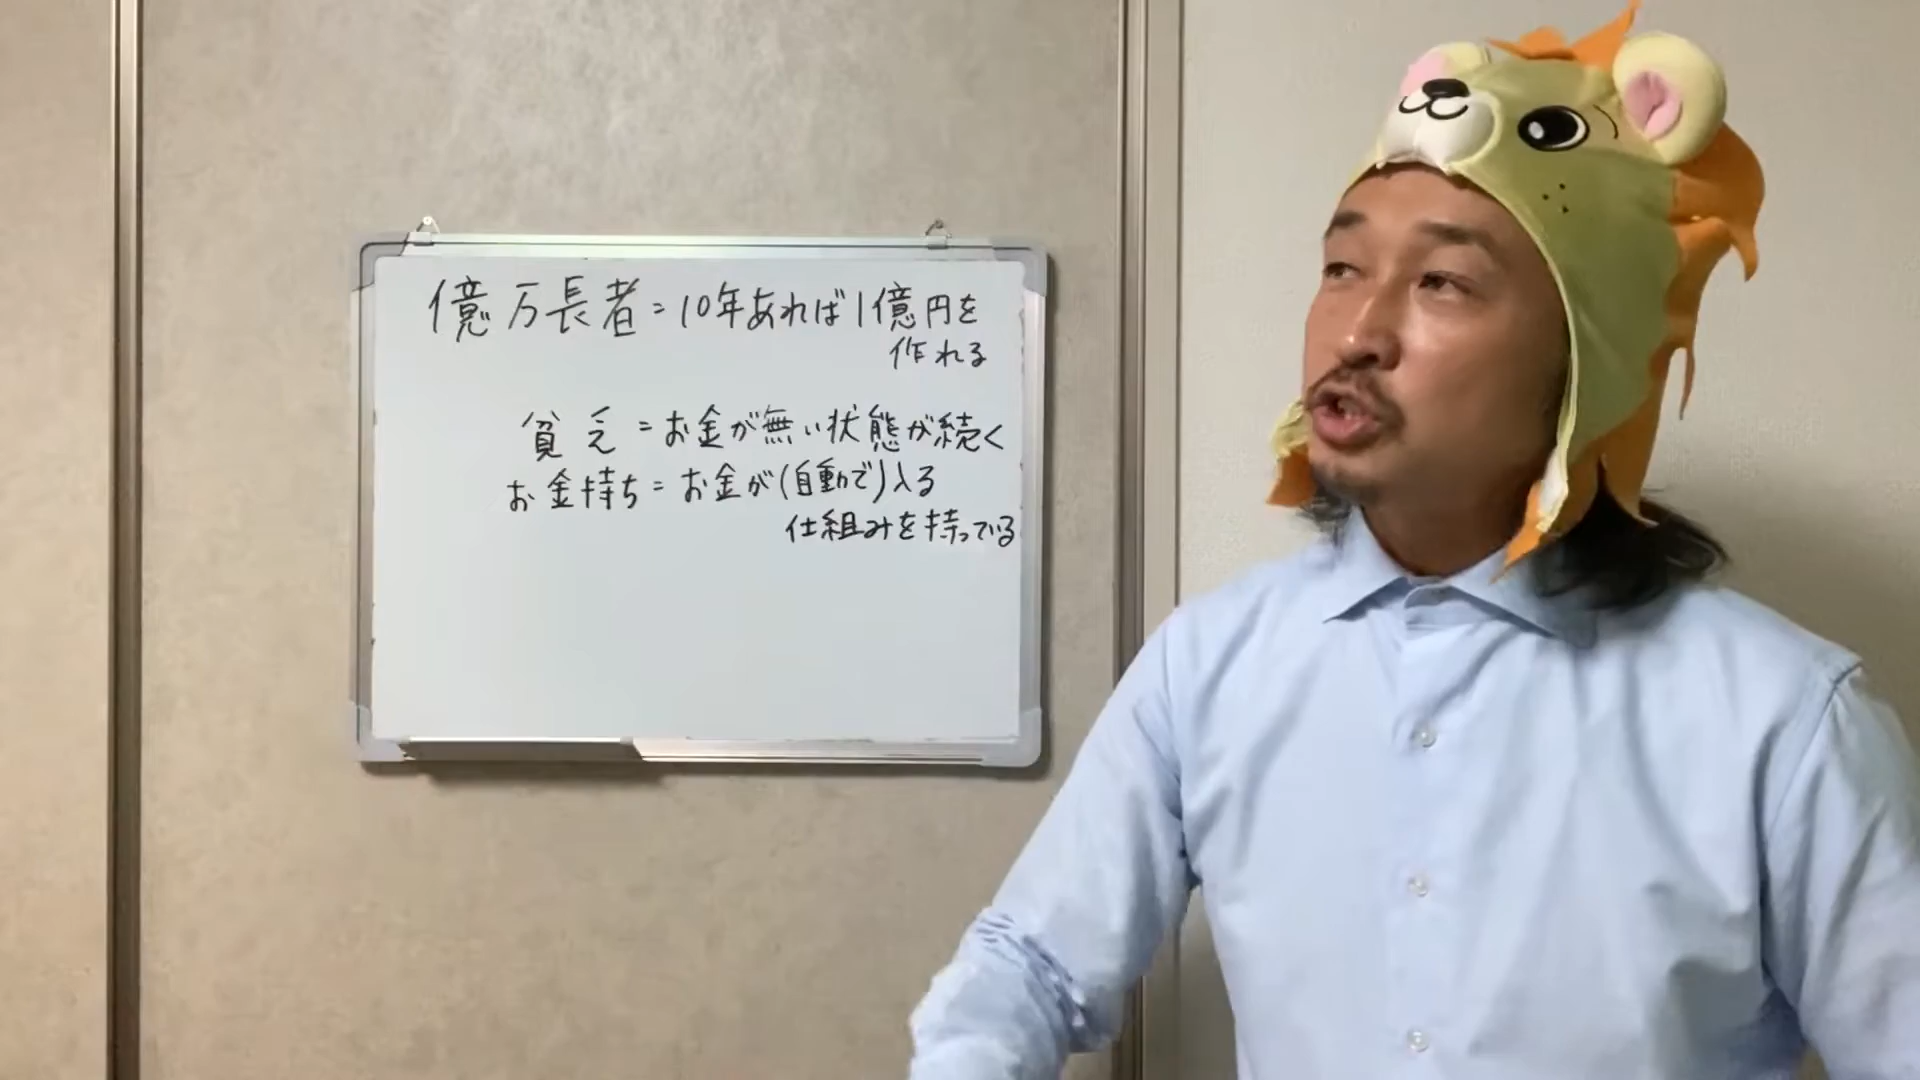 億万長者=10年あれば1億円を
作れる
貧乏=お金が無い状態が続く
お金持ち=お金が(自動で)入る
仕組みを持っている